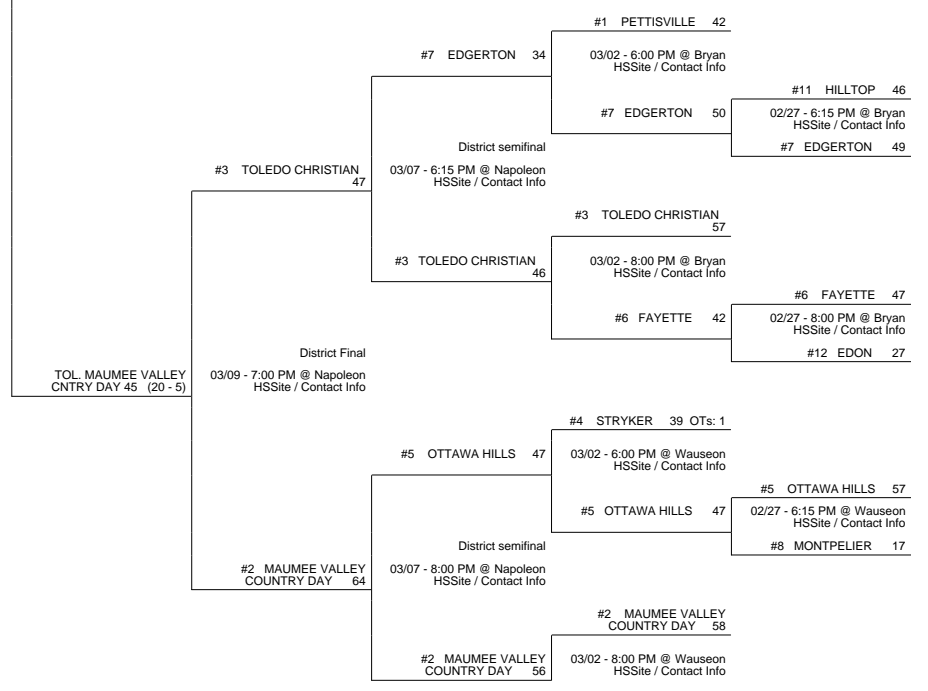 #1 PETTISVILLE 42
#7 EDGERTON 34
03/02 - 6:00 PM @ Bryan
HSSite / Contact Info
#11 HILLTOP 46
#7 EDGERTON 50
02/27 - 6:15 PM @ Bryan
HSSite / Contact Info
District semifinal
#7 EDGERTON 49
#3 TOLEDO CHRISTIAN
47
03/07 - 6:15 PM @ Napoleon
HSSite / Contact Info
#3 TOLEDO CHRISTIAN
57
#3 TOLEDO CHRISTIAN
46
03/02 - 8:00 PM @ Bryan
HSSite / Contact Info
#6 FAYETTE 47
#6 FAYETTE 42
02/27 - 8:00 PM @ Bryan
HSSite / Contact Info
District Final
#12 EDON 27
TOL. MAUMEE VALLEY
CNTRY DAY 45 (20 - 5)
03/09 - 7:00 PM @ Napoleon
HSSite / Contact Info
#4 STRYKER 39 OTs: 1
#5 OTTAWA HILLS 47
03/02 - 6:00 PM @ Wauseon
HSSite / Contact Info
#5 OTTAWA HILLS 57
#5 OTTAWA HILLS 47
02/27 - 6:15 PM @ Wauseon
HSSite / Contact Info
District semifinal
#8 MONTPELIER 17
#2 MAUMEE VALLEY
COUNTRY DAY 64
03/07 - 8:00 PM @ Napoleon
HSSite / Contact Info
#2 MAUMEE VALLEY
COUNTRY DAY 58
#2 MAUMEE VALLEY
COUNTRY DAY 56
03/02 - 8:00 PM @ Wauseon
HSSite / Contact Info